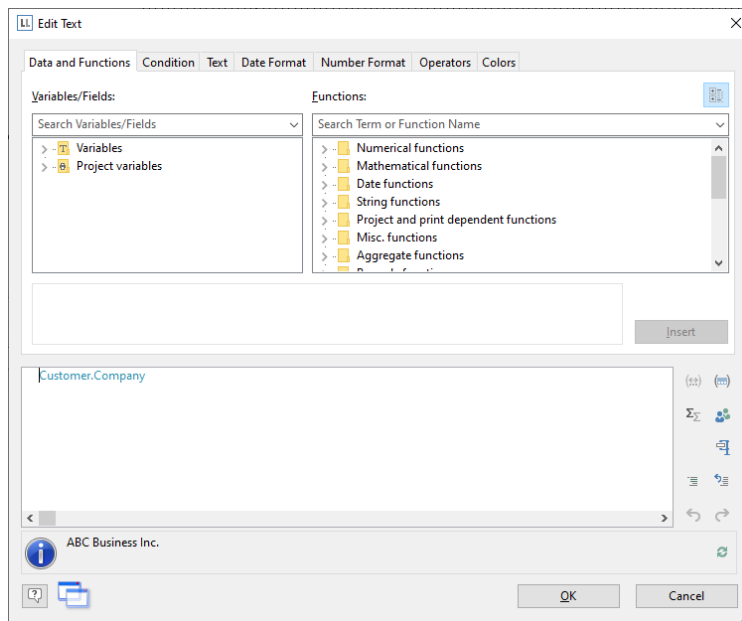 LL Edit Text
Data and Functions Condition Text Date Format Number Format Operators Colors
Variables/Fields: Functions:
Search Variables/Fields Search Term or Function Name
Variables
Project variables
Numerical functions
Mathematical functions
Date functions
String functions
Project and print dependent functions
Misc. functions
Aggregate functions
Insert
Customer.Company
ABC Business Inc.
OK Cancel